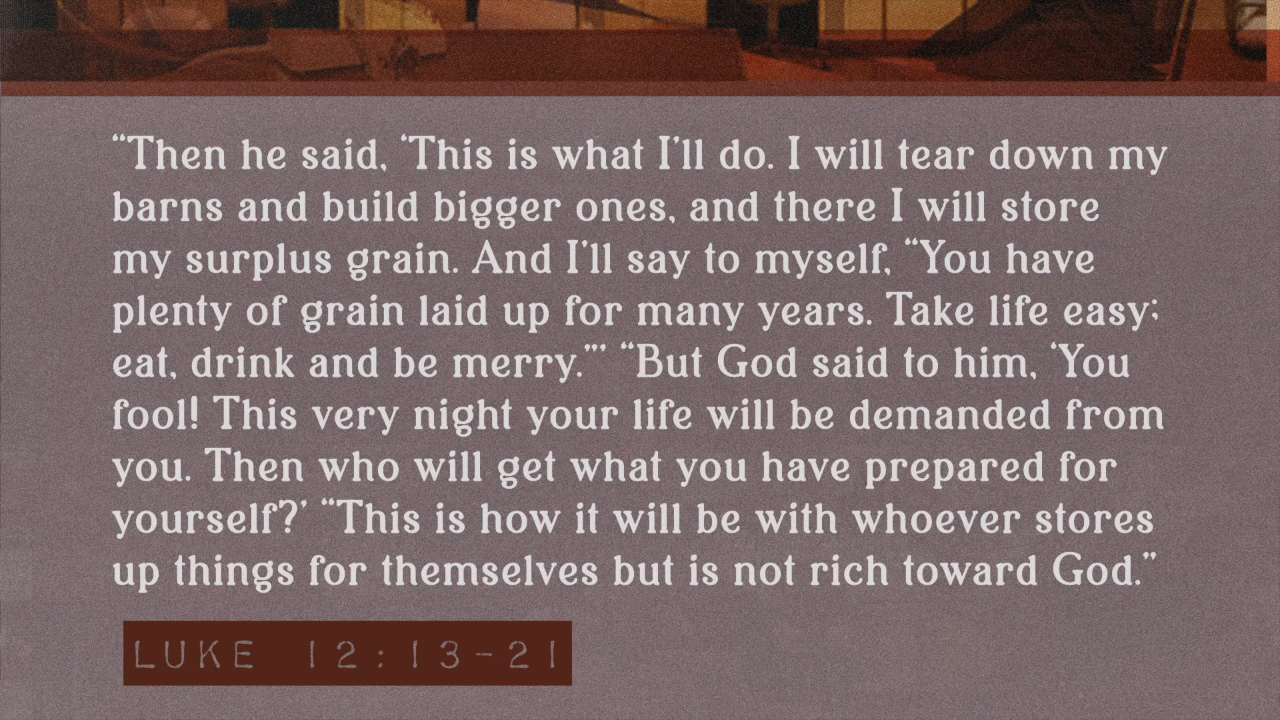 “Then he said, ‘This is what I’ll do. I will tear down my
barns and build bigger ones, and there I will store
my surplus grain. And I’ll say to myself, “You have
plenty of grain laid up for many years. Take life easy;
eat, drink and be merry.”’ “But God said to him, ‘You
fool! This very night your life will be demanded from
you. Then who will get what you have prepared for
yourself?’ “This is how it will be with whoever stores
up things for themselves but is not rich toward God.”
LUKE 12:13-21